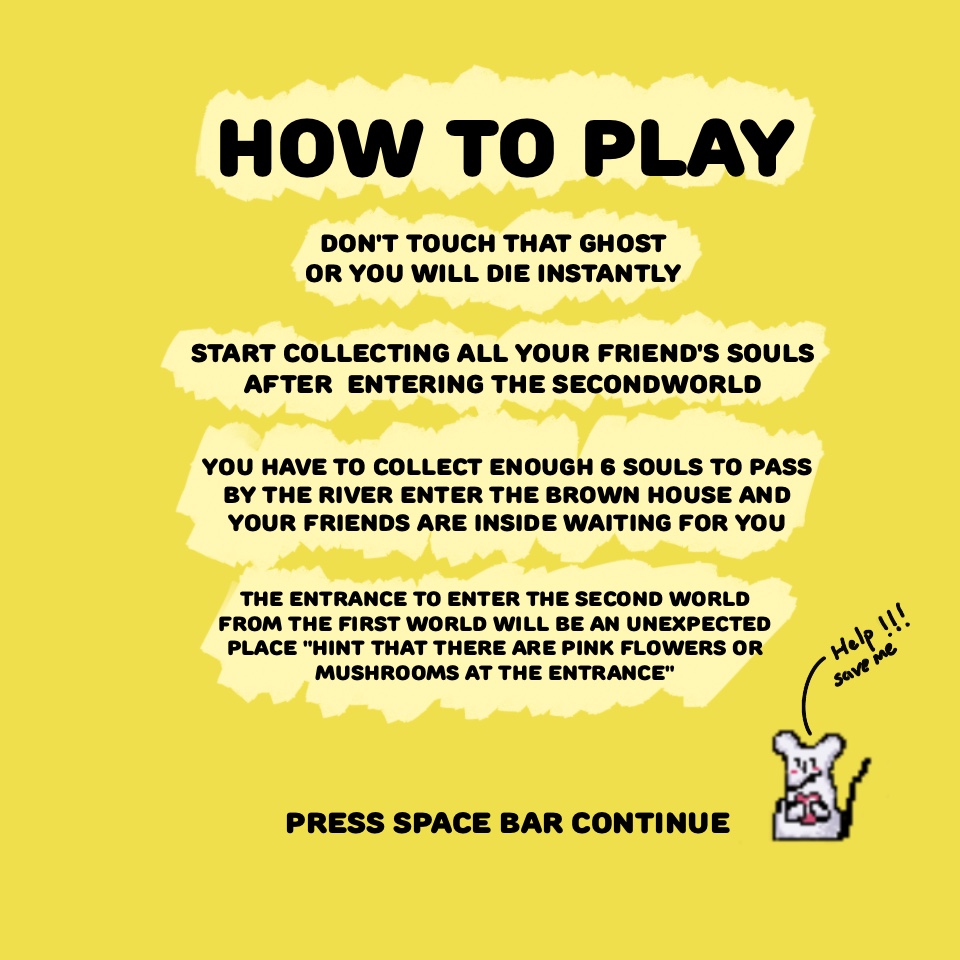 HOW TO PLAY
DON'T TOUCH THAT GHOST
OR YOU WILL DIE INSTANTLY
START COLLECTING ALL YOUR FRIEND'S SOULS
AFTER ENTERING THE SECONDWORLD
YOU HAVE TO COLLECT ENOUGH 6 SOULS TO PASS
BY THE RIVER ENTER THE BROWN HOUSE AND
YOUR FRIENDS ARE INSIDE WAITING FOR YOU
THE ENTRANCE TO ENTER THE SECOND WORLD
FROM THE FIRST WORLD WILL BE AN UNEXPECTED
PLACE "HINT THAT THERE ARE PINK FLOWERS OR
MUSHROOMS AT THE ENTRANCE"
Help !!!
save me
PRESS SPACE BAR CONTINUE